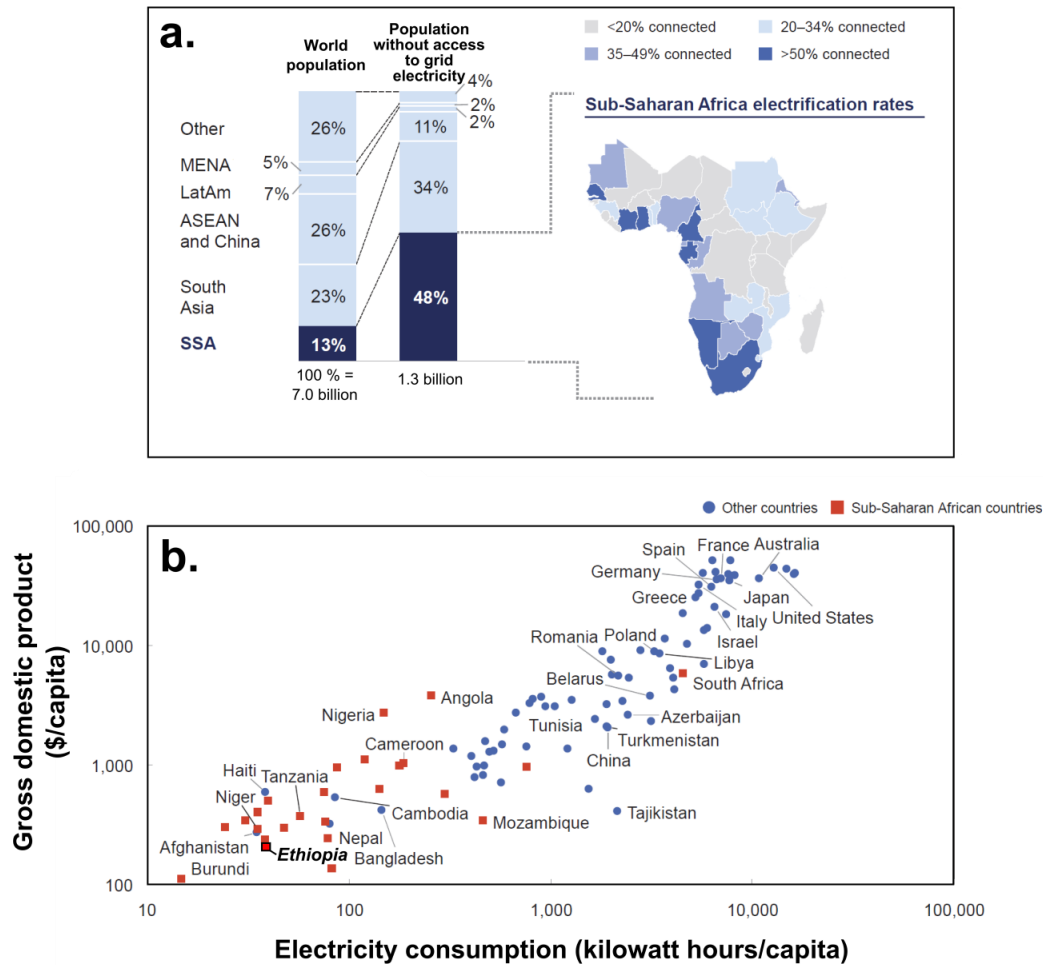 a.
World
population
Population
without access
to grid
electricity
<20% connected
20–34% connected
35–49% connected
>50% connected
Sub-Saharan Africa electrification rates
4%
2%
2%
Other
26%
11%
MENA
5%
LatAm
7%
34%
ASEAN
and China
26%
South
Asia
23%
48%
SSA
13%
100 % =
7.0 billion
1.3 billion
Other countries
Sub-Saharan African countries
b.
Gross domestic product
($/capita)
100,000
10,000
1,000
100
Spain
France
Australia
Germany
Japan
Greece
United States
Italy
Israel
Romania
Poland
Libya
Belarus
South Africa
Angola
Nigeria
Azerbaijan
Tunisia
Turkmenistan
Cameroon
China
Haiti
Tanzania
Niger
Cambodia
Mozambique
Tajikistan
Nepal
Afghanistan
Ethiopia
Bangladesh
Burundi
10
100
1,000
10,000
100,000
Electricity consumption (kilowatt hours/capita)